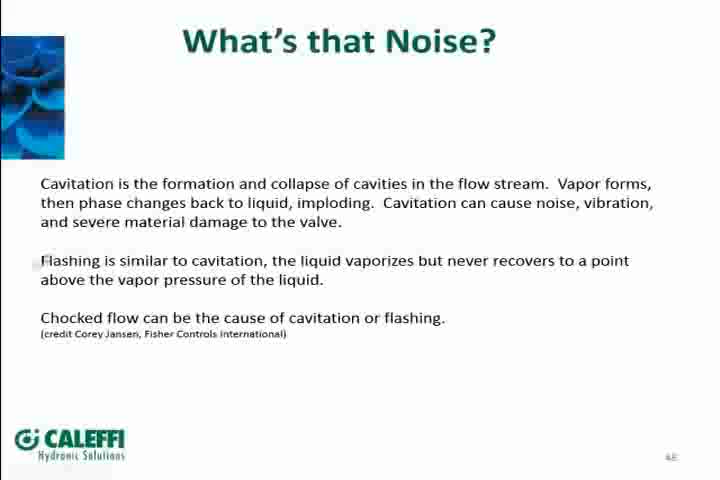 What's that Noise?
Cavitation is the formation and collapse of cavities in the flow stream. Vapor forms,
then phase changes back to liquid, imploding. Cavitation can cause noise, vibration,
and severe material damage to the valve.
Flashing is similar to cavitation, the liquid vaporizes but never recovers to a point
above the vapor pressure of the liquid.
Chocked flow can be the cause of cavitation or flashing.
(credit Corey Jansen, Fisher Controls International)
CALEFFI
Hydronic Solutions
48